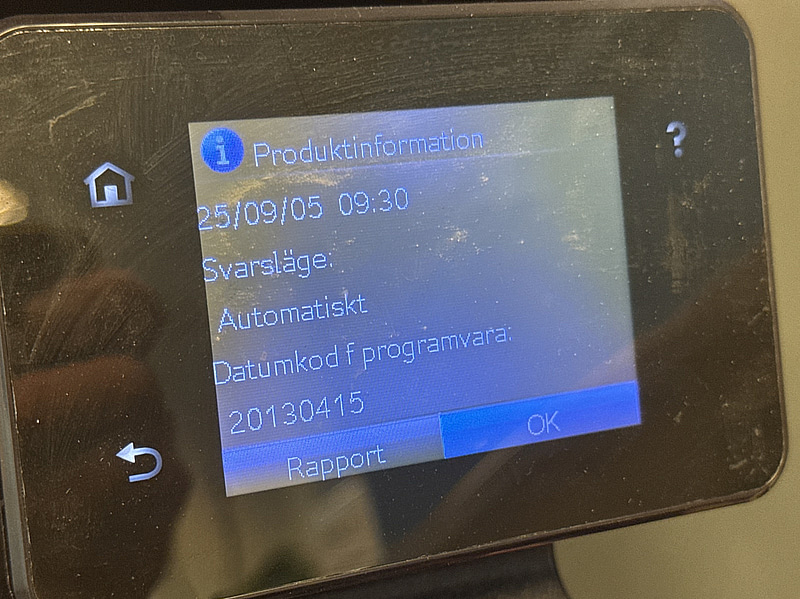 Produktinformation
25/09/05 09:30
Svarsläge:
Automatiskt
Datumkod f programvara:
20130415
Rapport
OK
?